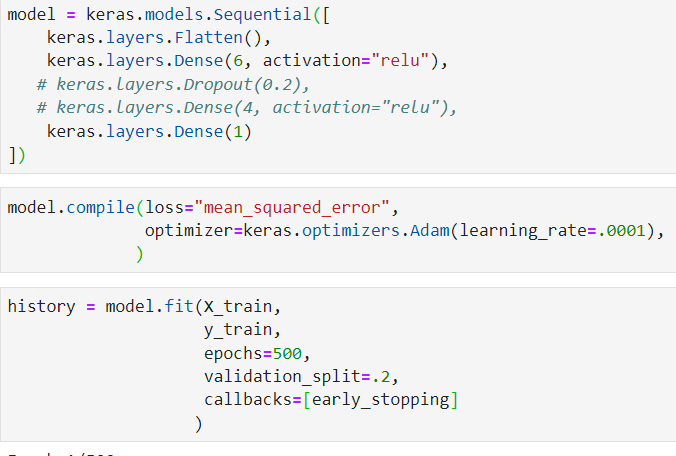 model = keras.models.Sequential([
    keras.layers.Flatten(),
    keras.layers.Dense(6, activation="relu"),
   # keras.layers.Dropout(0.2),
   # keras.layers.Dense(4, activation="relu"),
    keras.layers.Dense(1)
])
model.compile(loss="mean_squared_error",
              optimizer=keras.optimizers.Adam(learning_rate=.0001),
             )
history = model.fit(X_train,
                    y_train,
                    epochs=500,
                    validation_split=.2,
                    callbacks=[early_stopping]
                   )